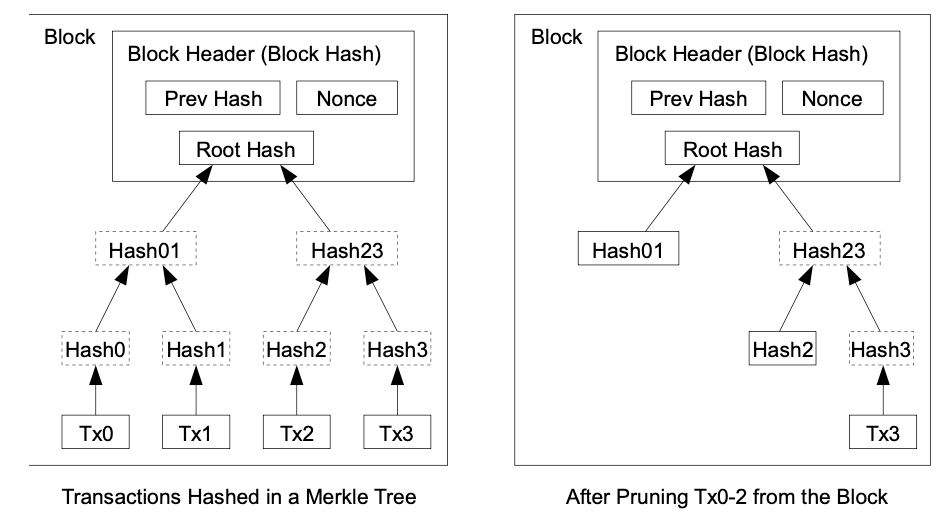 Block
Block Header (Block Hash)
Prev Hash
Nonce
Root Hash
Hash01
Hash23
Hash0
Hash1
Hash2
Hash3
Tx0
Tx1
Tx2
Tx3
Transactions Hashed in a Merkle Tree
Block
Block Header (Block Hash)
Prev Hash
Nonce
Root Hash
Hash01
Hash23
Hash2
Hash3
Tx3
After Pruning Tx0-2 from the Block